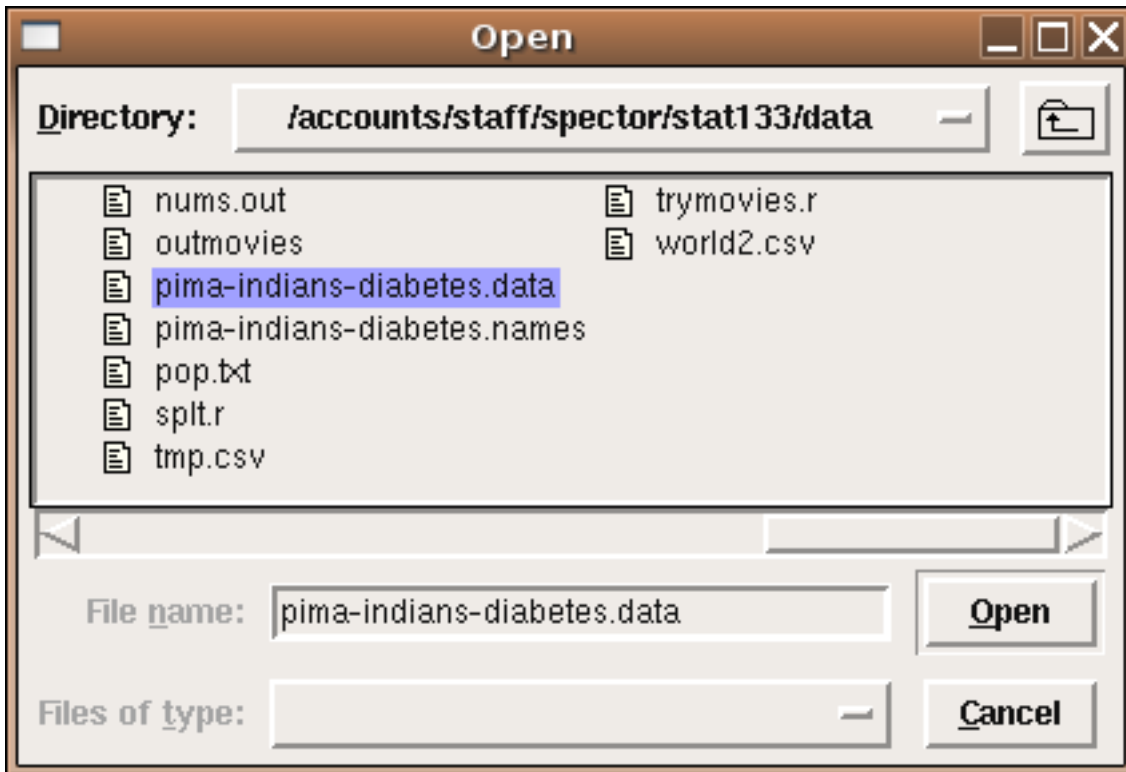 Open
Directory: /accounts/staff/spector/stat133/data
nums.out
outmovies
pima-indians-diabetes.data
pima-indians-diabetes.names
pop.txt
splt.r
tmp.csv
trymovies.r
world2.csv
File name: pima-indians-diabetes.data
Open
Files of type:
Cancel